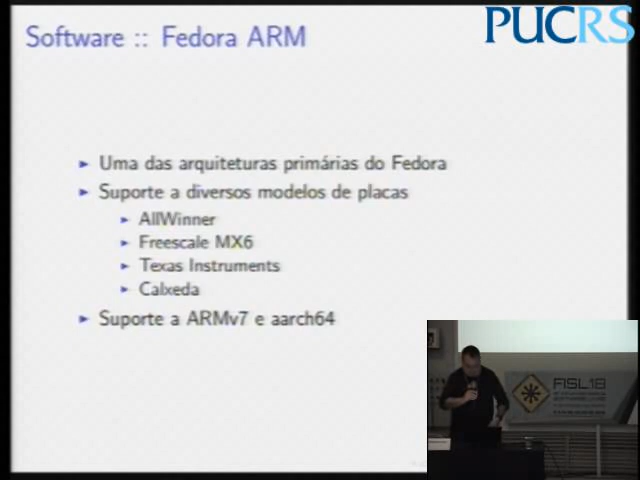 Software :: Fedora ARM
PUCRS
Uma das arquiteturas primárias do Fedora
Suporte a diversos modelos de placas
AllWinner
Freescale MX6
Texas Instruments
Calxeda
Suporte a ARMv7 e aarch64
FISL18